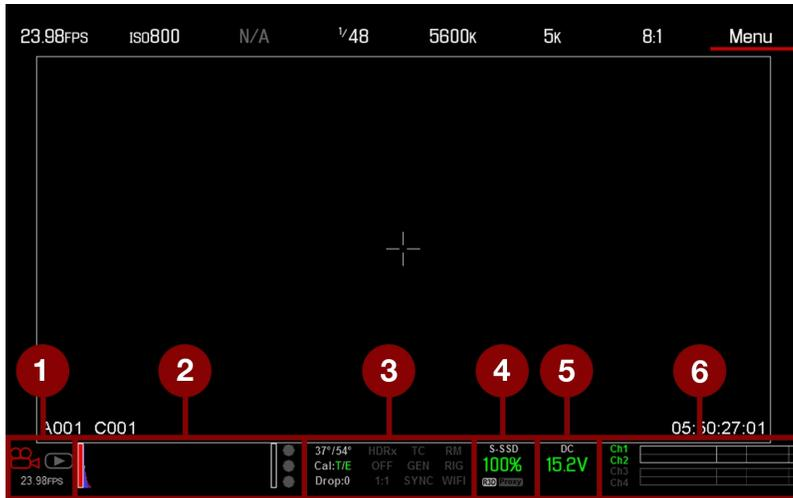 23.98FPS ISO800 N/A 1/48 5600K 5K 8:1 Menu
1 2 3 4 5 6
A001 C001 05:50:27:01
23.98FPS
37°/54° HDRx TC RM
Cal:T/E OFF GEN RIG
Drop:0 1:1 SYNC WIFI
S-SSD
100%
R3D Proxy
DC
15.2V
Ch1
Ch2
Ch3
Ch4